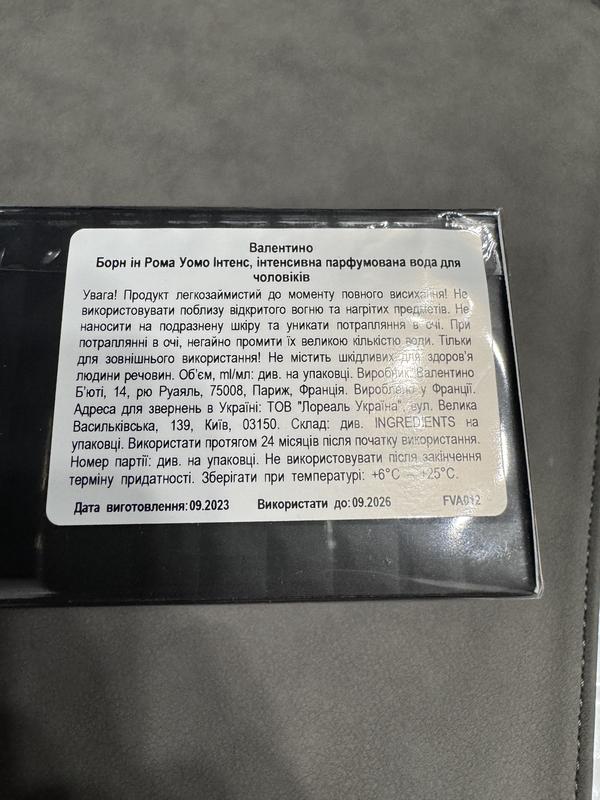 Валентино
Борн ін Рома Уомо Інтенс, інтенсивна парфумована вода для
чоловіків
Увага! Продукт легкозаймистий до моменту повного висихання! Не
використовувати поблизу відкритого вогню та нагрітих предметів. Не
наносити на подразнену шкіру та уникати потрапляння в очі. При
потраплянні в очі, негайно промити їх великою кількістю води. Тільки
для зовнішнього використання! Не містить шкідливих для здоров'я
людини речовин. Об'єм, ml/мл: див. на упаковці. Виробник: Валентино
Б'юті, 14, рю Руаяль, 75008, Париж, Франція. Вироблено у Франції.
Адреса для звернень в Україні: ТОВ "Лореаль Україна", вул. Велика
Васильківська, 139, Київ, 03150. Склад: див. INGREDIENTS на
упаковці. Використати протягом 24 місяців після початку використання.
Номер партії: див. на упаковці. Не використовувати після закінчення
терміну придатності. Зберігати при температурі: +6°C – +25°C.
Дата виготовлення:09.2023 Використати до:09.2026 FVA012